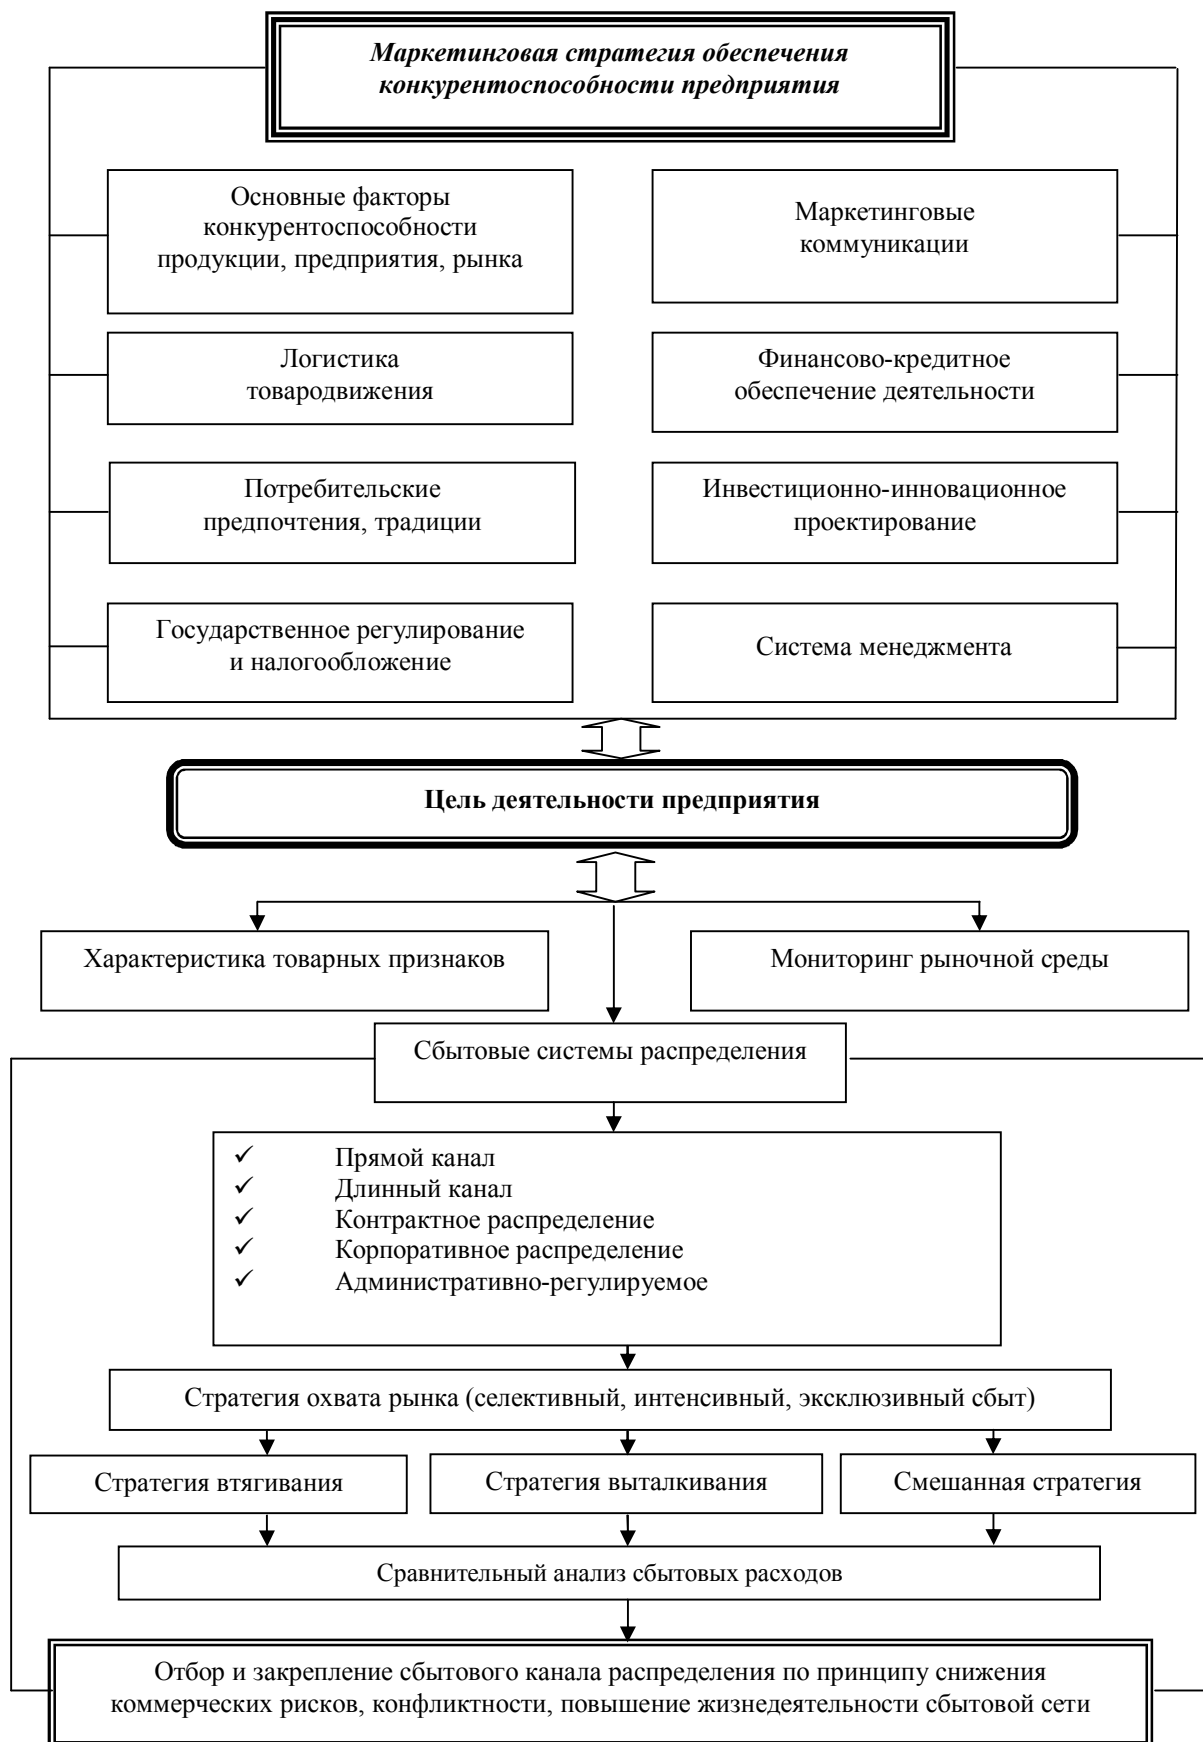 Маркетинговая стратегия обеспечения
конкурентоспособности предприятия
Основные факторы
конкурентоспособности
продукции, предприятия, рынка
Маркетинговые
коммуникации
Логистика
товародвижения
Финансово-кредитное
обеспечение деятельности
Потребительские
предпочтения, традиции
Инвестиционно-инновационное
проектирование
Государственное регулирование
и налогообложение
Система менеджмента
Цель деятельности предприятия
Характеристика товарных признаков
Мониторинг рыночной среды
Сбытовые системы распределения
✓ Прямой канал
✓ Длинный канал
✓ Контрактное распределение
✓ Корпоративное распределение
✓ Административно-регулируемое
Стратегия охвата рынка (селективный, интенсивный, эксклюзивный сбыт)
Стратегия втягивания
Стратегия выталкивания
Смешанная стратегия
Сравнительный анализ сбытовых расходов
Отбор и закрепление сбытового канала распределения по принципу снижения
коммерческих рисков, конфликтности, повышение жизнедеятельности сбытовой сети